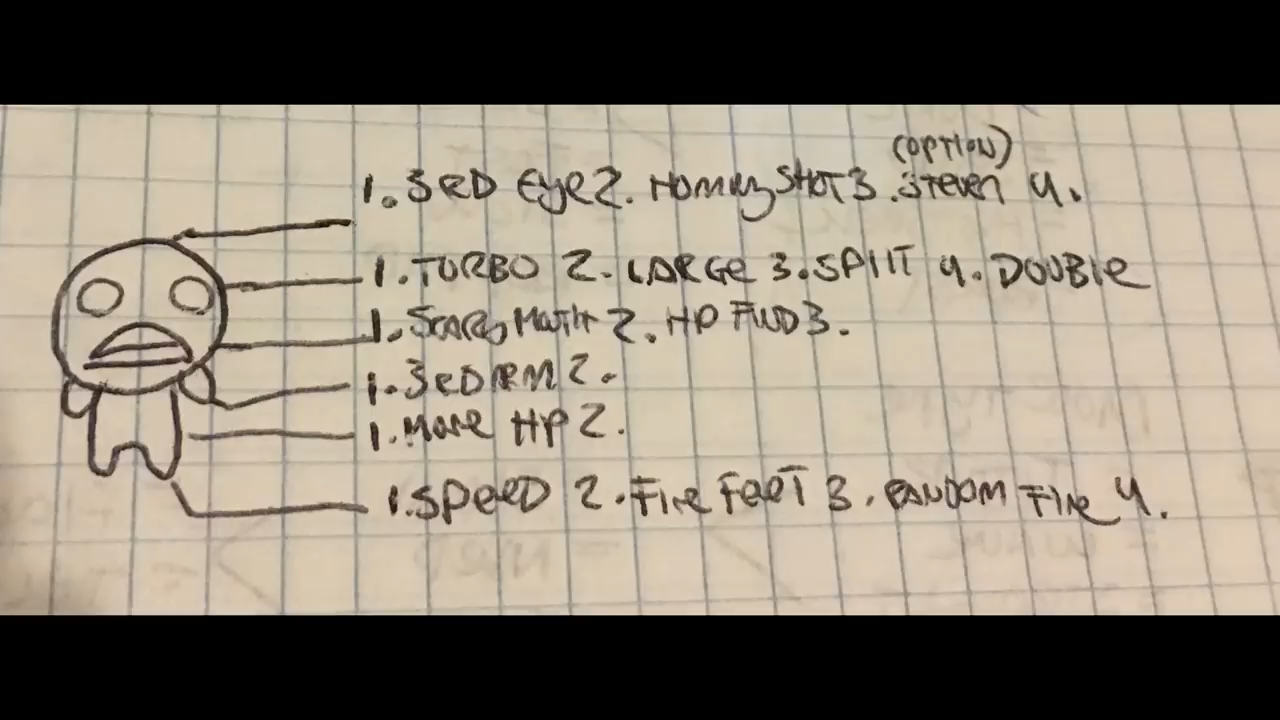 (OPTION)
1. 3RD Eye 2. HOMING SHOT 3. STEVEN 4.
1. TURBO 2. LARGE 3. SPLIT 4. DOUBLE
1. SCARY MOUTH 2. HP FWD 3.
1. 3RD ARM 2.
1. MORE HP 2.
1. SPEED 2. FIRE FEET 3. RANDOM FIRE 4.